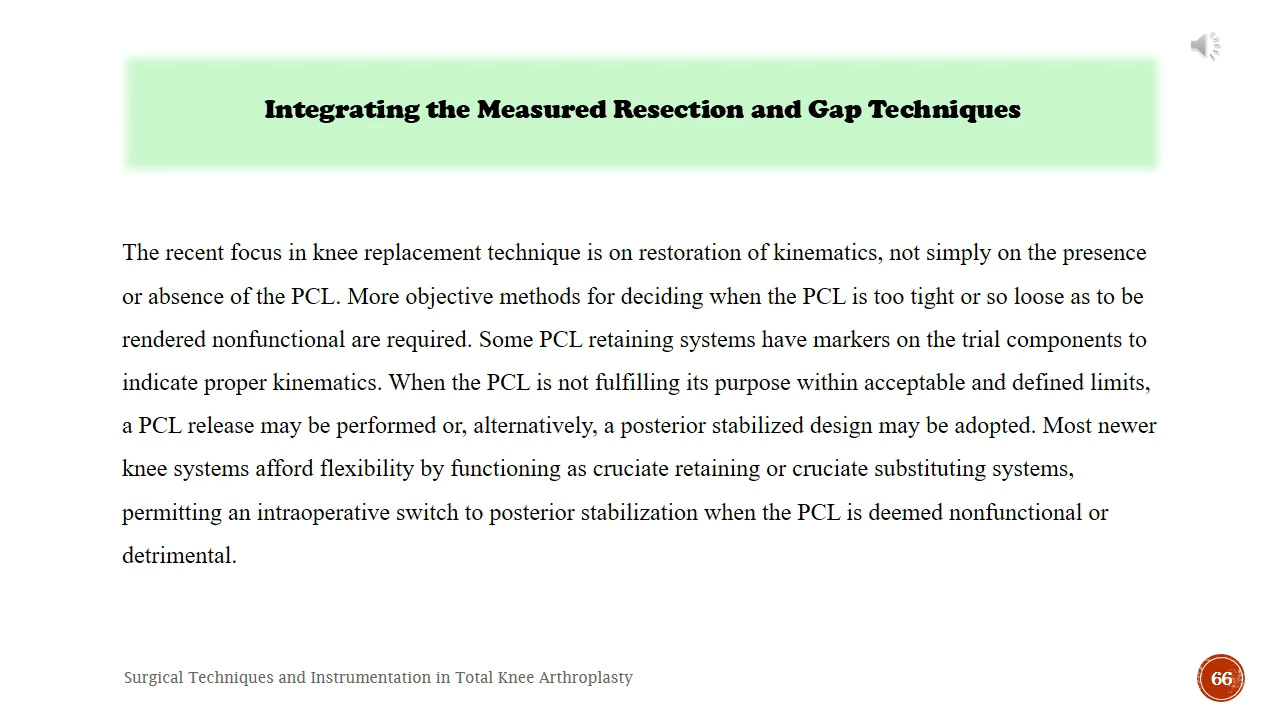 Integrating the Measured Resection and Gap Techniques
The recent focus in knee replacement technique is on restoration of kinematics, not simply on the presence
or absence of the PCL. More objective methods for deciding when the PCL is too tight or so loose as to be
rendered nonfunctional are required. Some PCL retaining systems have markers on the trial components to
indicate proper kinematics. When the PCL is not fulfilling its purpose within acceptable and defined limits,
a PCL release may be performed or, alternatively, a posterior stabilized design may be adopted. Most newer
knee systems afford flexibility by functioning as cruciate retaining or cruciate substituting systems,
permitting an intraoperative switch to posterior stabilization when the PCL is deemed nonfunctional or
detrimental.
Surgical Techniques and Instrumentation in Total Knee Arthroplasty
66